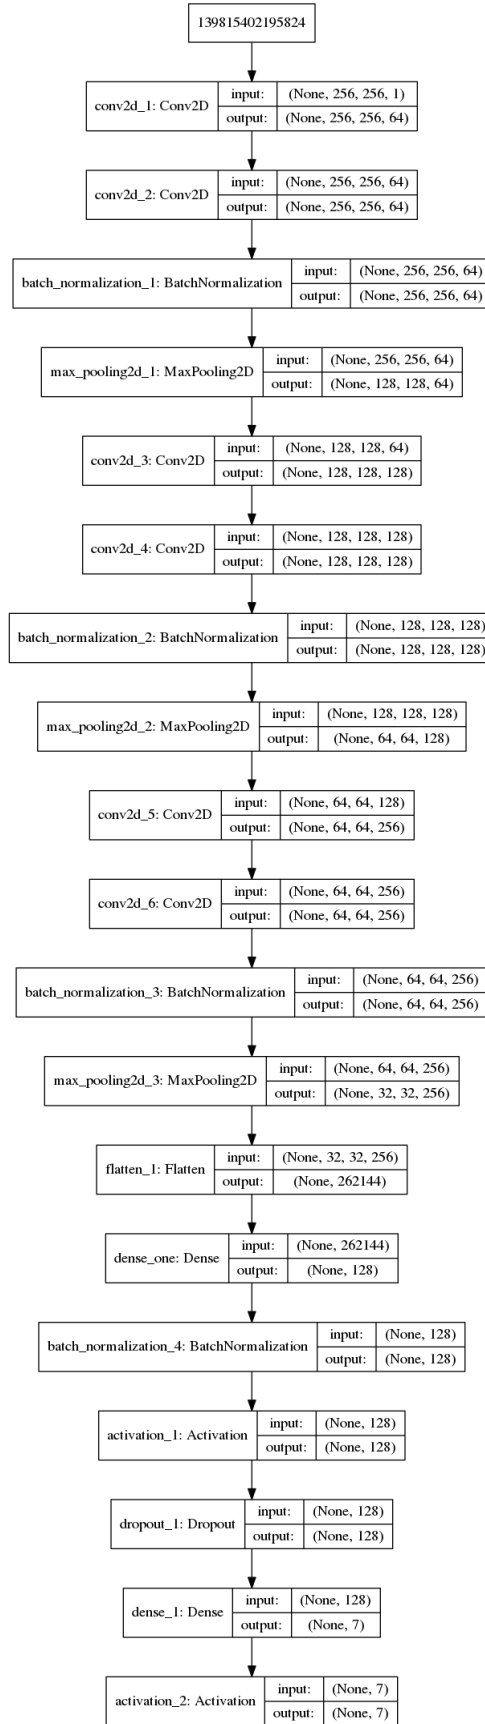 139815402195824
conv2d_1: Conv2D
input: (None, 256, 256, 1)
output: (None, 256, 256, 64)
conv2d_2: Conv2D
input: (None, 256, 256, 64)
output: (None, 256, 256, 64)
batch_normalization_1: BatchNormalization
input: (None, 256, 256, 64)
output: (None, 256, 256, 64)
max_pooling2d_1: MaxPooling2D
input: (None, 256, 256, 64)
output: (None, 128, 128, 64)
conv2d_3: Conv2D
input: (None, 128, 128, 64)
output: (None, 128, 128, 128)
conv2d_4: Conv2D
input: (None, 128, 128, 128)
output: (None, 128, 128, 128)
batch_normalization_2: BatchNormalization
input: (None, 128, 128, 128)
output: (None, 128, 128, 128)
max_pooling2d_2: MaxPooling2D
input: (None, 128, 128, 128)
output: (None, 64, 64, 128)
conv2d_5: Conv2D
input: (None, 64, 64, 128)
output: (None, 64, 64, 256)
conv2d_6: Conv2D
input: (None, 64, 64, 256)
output: (None, 64, 64, 256)
batch_normalization_3: BatchNormalization
input: (None, 64, 64, 256)
output: (None, 64, 64, 256)
max_pooling2d_3: MaxPooling2D
input: (None, 64, 64, 256)
output: (None, 32, 32, 256)
flatten_1: Flatten
input: (None, 32, 32, 256)
output: (None, 262144)
dense_one: Dense
input: (None, 262144)
output: (None, 128)
batch_normalization_4: BatchNormalization
input: (None, 128)
output: (None, 128)
activation_1: Activation
input: (None, 128)
output: (None, 128)
dropout_1: Dropout
input: (None, 128)
output: (None, 128)
dense_1: Dense
input: (None, 128)
output: (None, 7)
activation_2: Activation
input: (None, 7)
output: (None, 7)